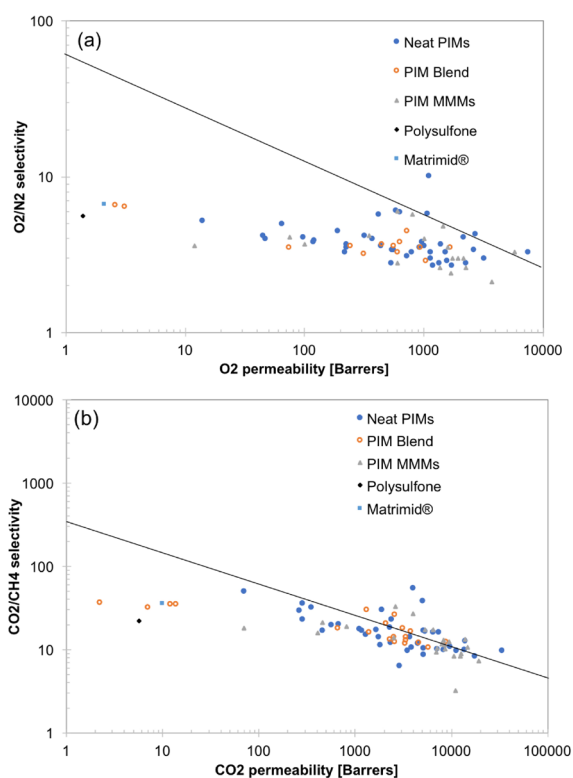 (a)
Neat PIMs
PIM Blend
PIM MMMs
Polysulfone
Matrimid®
O2/N2 selectivity
100
10
1
1
10
100
1000
10000
O2 permeability [Barrers]
(b)
Neat PIMs
PIM Blend
PIM MMMs
Polysulfone
Matrimid®
CO2/CH4 selectivity
10000
1000
100
10
1
1
10
100
1000
10000
100000
CO2 permeability [Barrers]